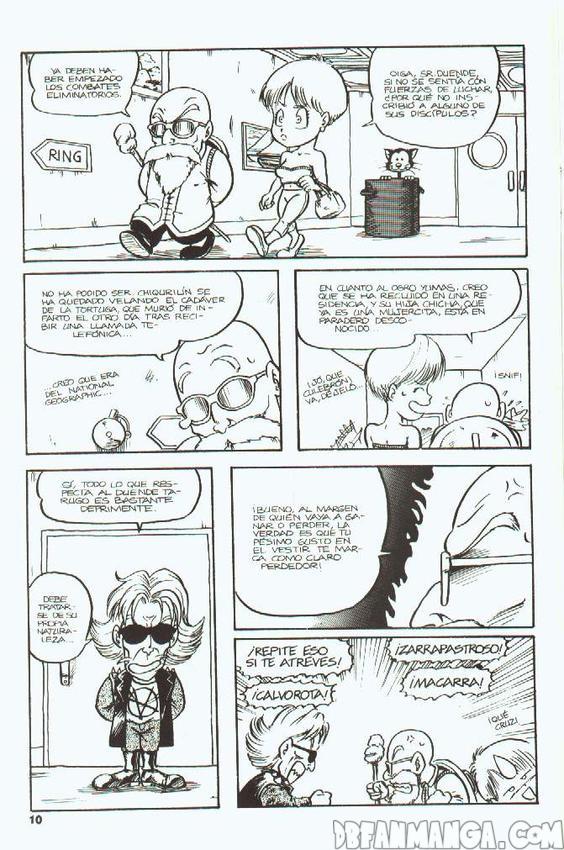 YA DEBEN HA-
BER EMPEZADO
LOS COMBATES
ELIMINATORIOS.
OIGA, SR. DUENDE,
SI NO SE SENTÍA CON
FUERZAS DE LUCHAR,
¿POR QUÉ NO INS-
CRIBIÓ A ALGUNO DE
SUS DISCÍPULOS?
RING
NO HA PODIDO SER. CHIQURILÍN SE
HA QUEDADO VELANDO EL CADÁVER
DE LA TORTUGA, QUE MURIÓ DE IN-
FARTO EL OTRO DÍA TRAS RECI-
BIR UNA LLAMADA TE-
LEFÓNICA...
...CREO QUE ERA
DEL NATIONAL
GEOGRAPHIC...
EN CUANTO AL OGRO YUMAS, CREO
QUE SE HA RECLUIDO EN UNA RE-
SIDENCIA, Y SU HIJA CHICHA, QUE
YA ES UNA MUJERCITA, ESTÁ EN
PARADERO DESCO-
NOCIDO...
¡JO, QUE
CULEBRÓN!
VA, DÉJELO...
¡SNIF!
SÍ, TODO LO QUE RES-
PECTA AL DUENDE TA-
RUGO ES BASTANTE
DEPRIMENTE.
DEBE
TRATAR-
SE DE SU
PROPIA
NATURA-
LEZA...
¡BUENO, AL MARGEN
DE QUIÉN VAYA A GA-
NAR O PERDER, LA
VERDAD ES QUE TU
PÉSIMO GUSTO EN
EL VESTIR TE MAR-
CA COMO CLARO
PERDEDOR!
¡REPITE ESO
SI TE ATREVES!
¡ZARRAPASTROSO!
¡CALVOROTA!
¡MACARRA!
¡QUÉ
CRUZ!
10
DBFANMANGA.COM